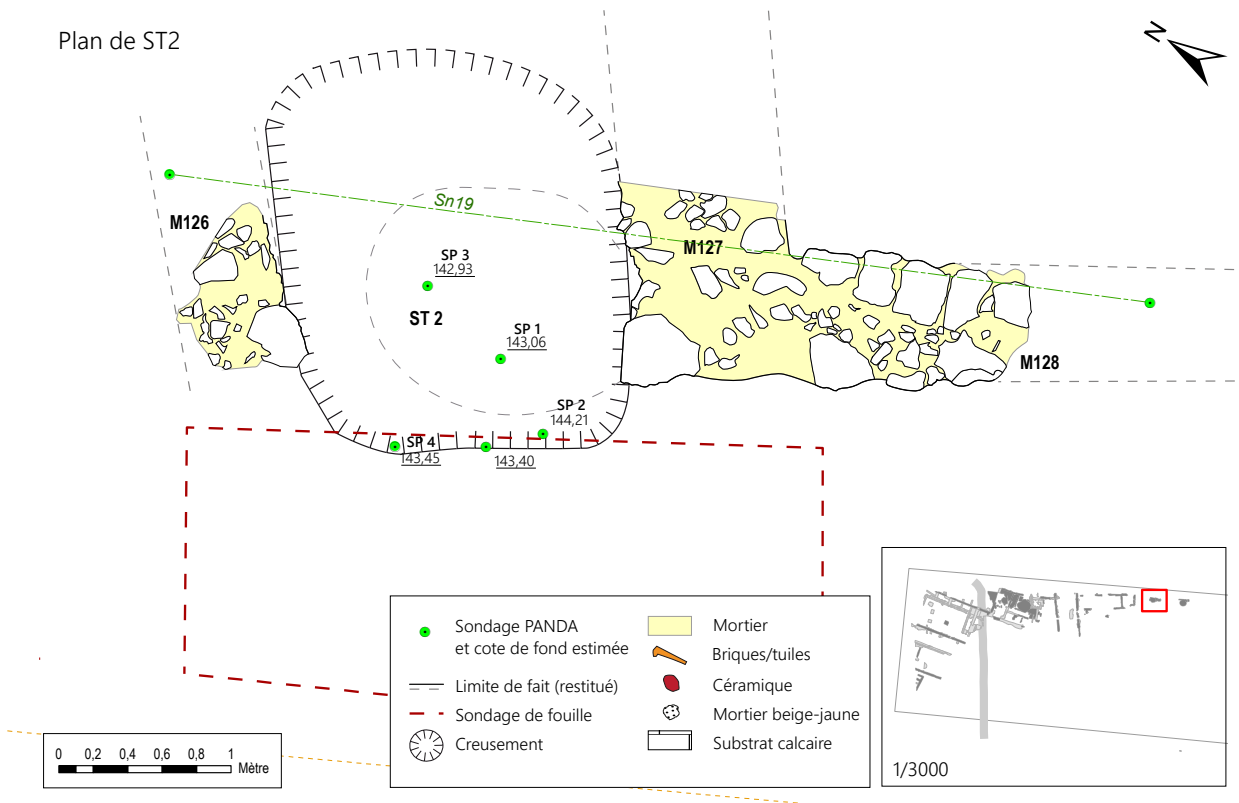 Plan de ST2
N
M126
Sn19
M127
SP 3
142,93
ST 2
SP 1
143,06
M128
SP 2
144,21
SP 4
143,45
143,40
Sondage PANDA
et cote de fond estimée
Limite de fait (restitué)
Sondage de fouille
Creusement
Mortier
Briques/tuiles
Céramique
Mortier beige-jaune
Substrat calcaire
0 0,2 0,4 0,6 0,8 1
Mètre
1/3000